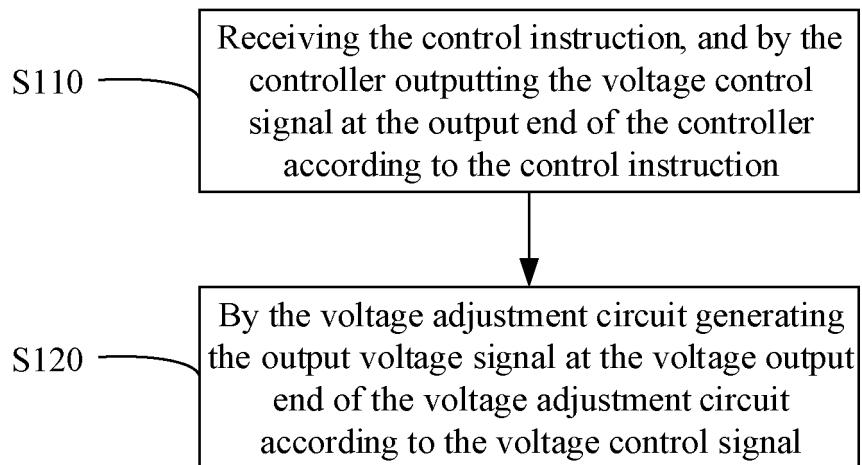 S110
Receiving the control instruction, and by the
controller outputting the voltage control
signal at the output end of the controller
according to the control instruction
S120
By the voltage adjustment circuit generating
the output voltage signal at the voltage output
end of the voltage adjustment circuit
according to the voltage control signal